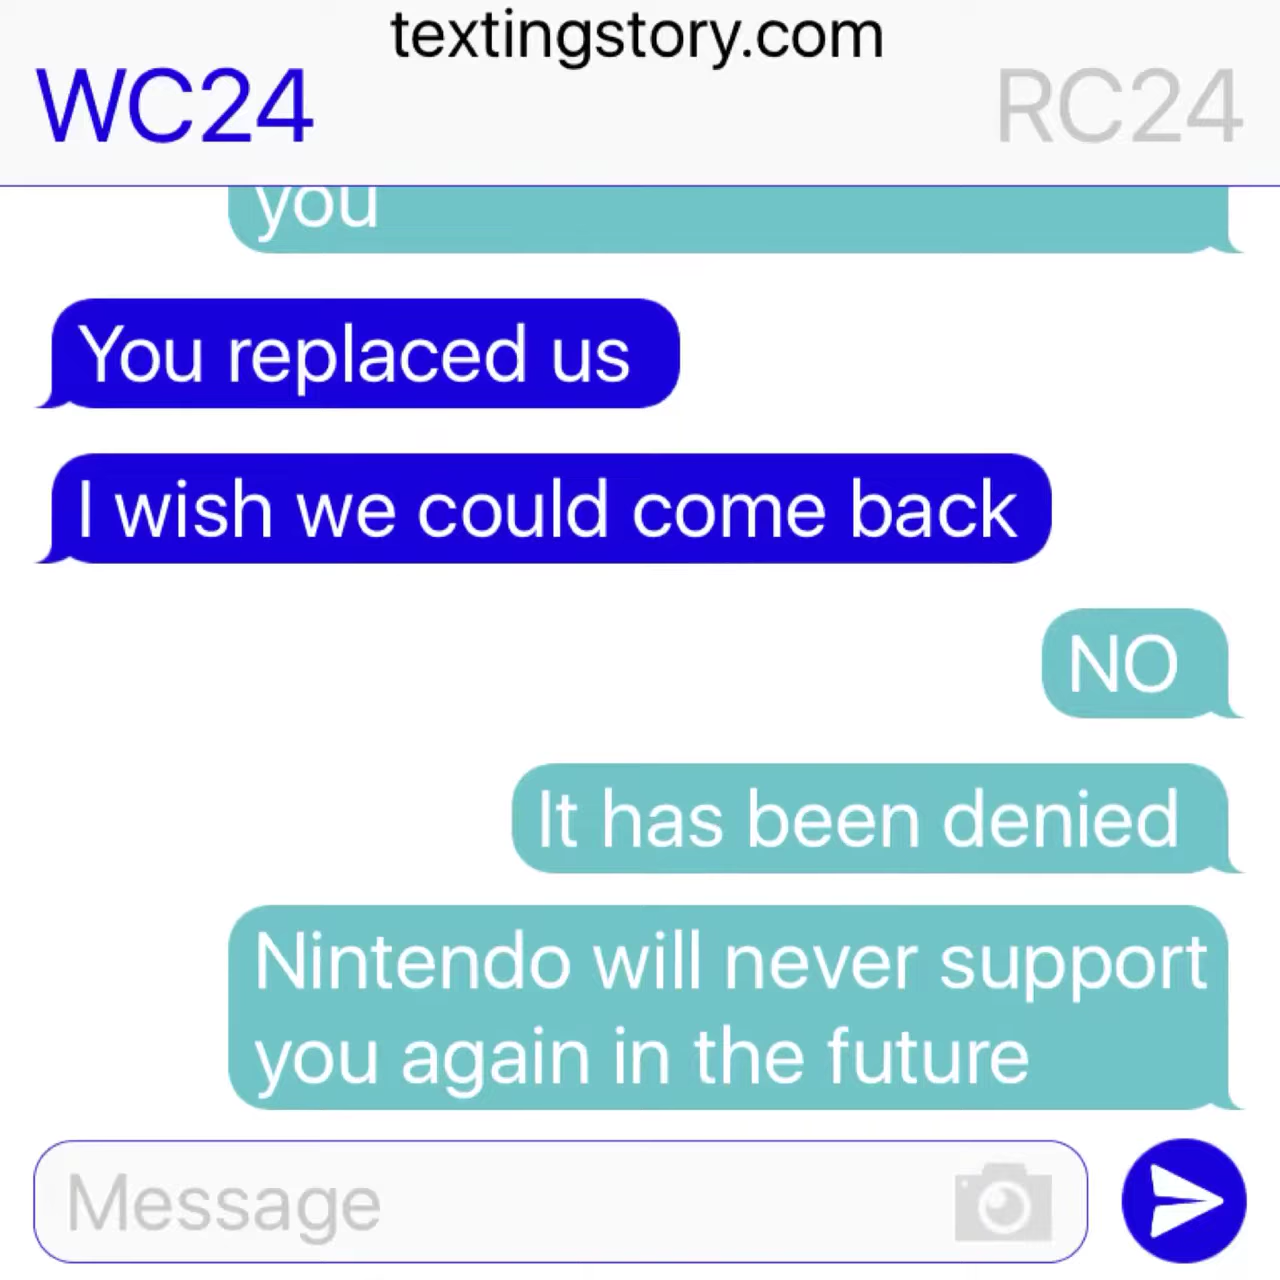 textingstory.com
WC24
RC24
you
You replaced us
I wish we could come back
NO
It has been denied
Nintendo will never support
you again in the future
Message